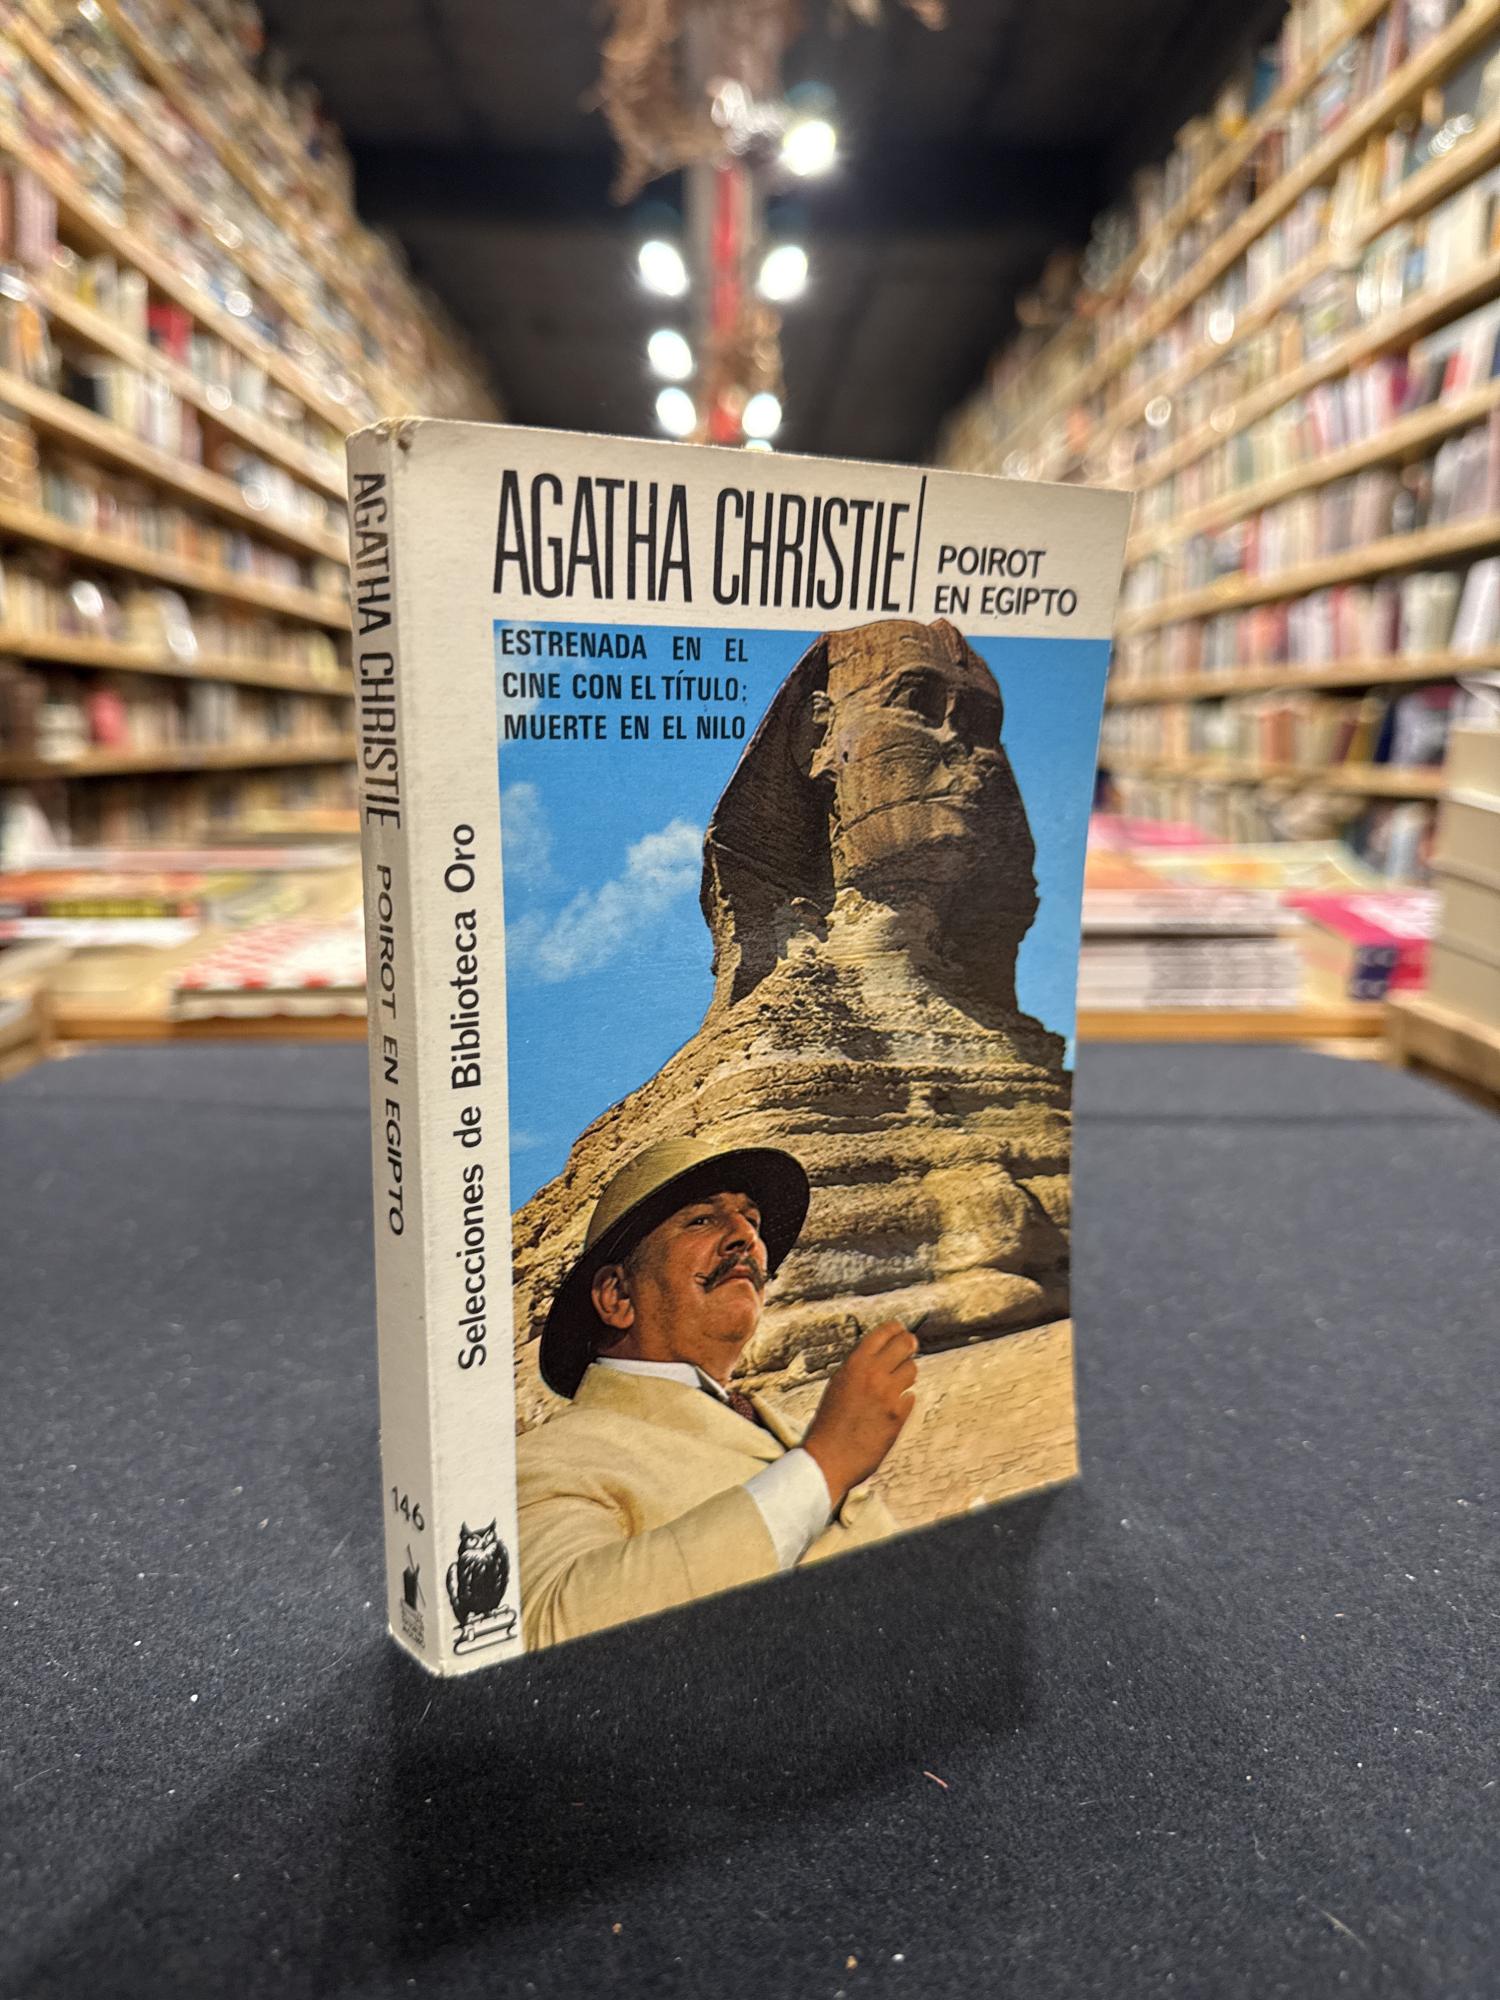 AGATHA CHRISTIE
POIROT
EN EGIPTO
ESTRENADA EN EL
CINE CON EL TÍTULO:
MUERTE EN EL NILO
Selecciones de Biblioteca Oro
AGATHA CHRISTIE POIROT EN EGIPTO
146